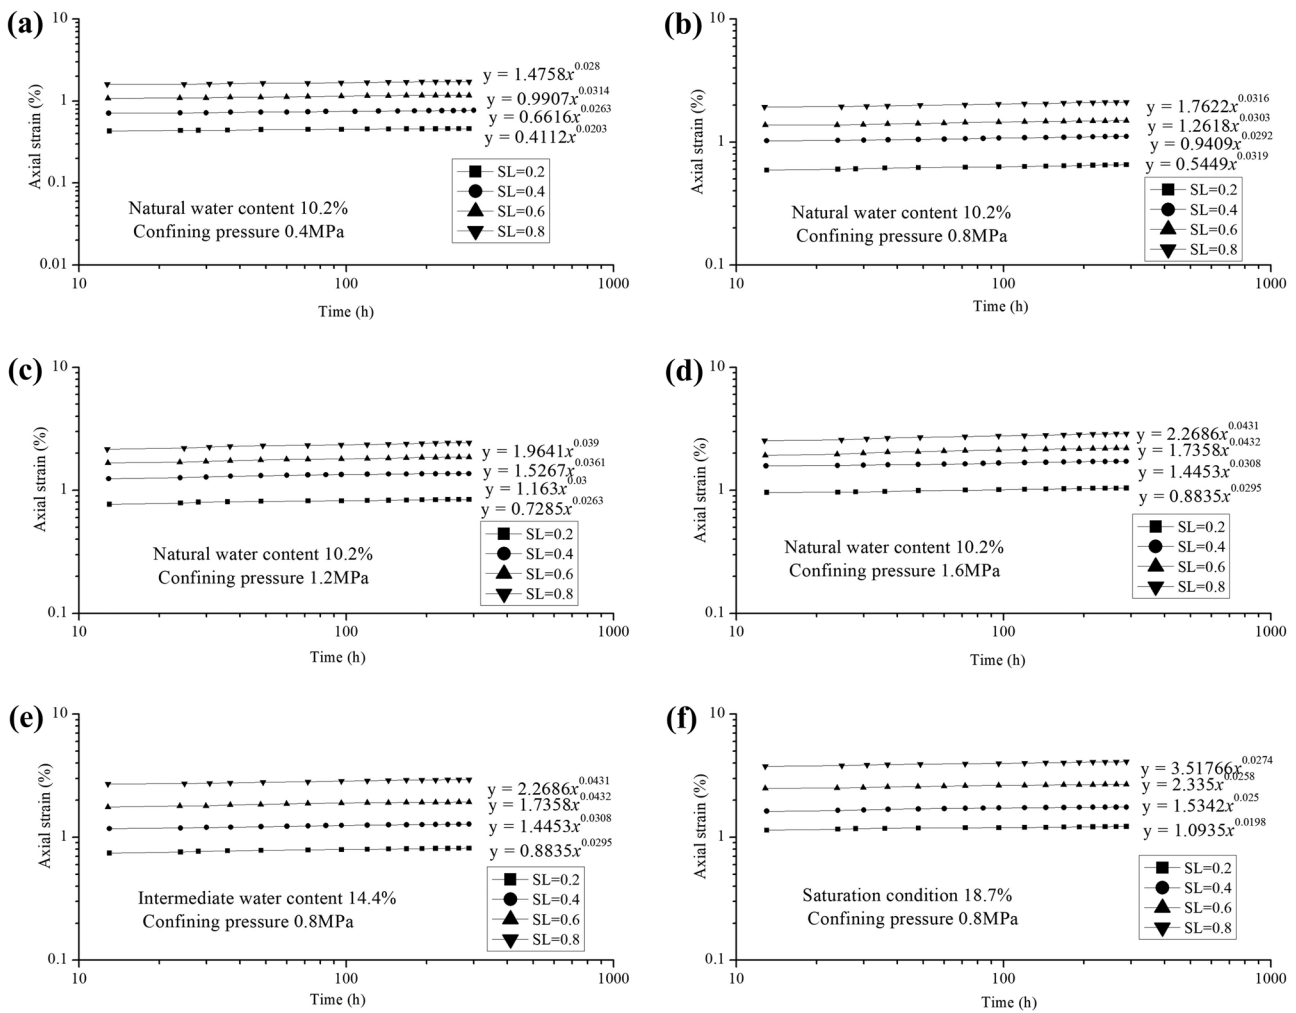 (a)
10
1
0.1
0.01
Axial strain (%)
y = 1.4758x^0.028
y = 0.9907x^0.0314
y = 0.6616x^0.0263
y = 0.4112x^0.0203
SL=0.2
SL=0.4
SL=0.6
SL=0.8
Natural water content 10.2%
Confining pressure 0.4MPa
10 100 1000
Time (h)
(b)
10
1
0.1
Axial strain (%)
y = 1.7622x^0.0316
y = 1.2618x^0.0303
y = 0.9409x^0.0292
y = 0.5449x^0.0319
SL=0.2
SL=0.4
SL=0.6
SL=0.8
Natural water content 10.2%
Confining pressure 0.8MPa
10 100 1000
Time (h)
(c)
10
1
0.1
Axial strain (%)
y = 1.9641x^0.039
y = 1.5267x^0.0361
y = 1.163x^0.03
y = 0.7285x^0.0263
SL=0.2
SL=0.4
SL=0.6
SL=0.8
Natural water content 10.2%
Confining pressure 1.2MPa
10 100 1000
Time (h)
(d)
10
1
0.1
Axial strain (%)
y = 2.2686x^0.0431
y = 1.7358x^0.0432
y = 1.4453x^0.0308
y = 0.8835x^0.0295
SL=0.2
SL=0.4
SL=0.6
SL=0.8
Natural water content 10.2%
Confining pressure 1.6MPa
10 100 1000
Time (h)
(e)
10
1
0.1
Axial strain (%)
y = 2.2686x^0.0431
y = 1.7358x^0.0432
y = 1.4453x^0.0308
y = 0.8835x^0.0295
SL=0.2
SL=0.4
SL=0.6
SL=0.8
Intermediate water content 14.4%
Confining pressure 0.8MPa
10 100 1000
Time (h)
(f)
10
1
0.1
Axial strain (%)
y = 3.51766x^0.0274
y = 2.335x^0.0258
y = 1.5342x^0.025
y = 1.0935x^0.0198
SL=0.2
SL=0.4
SL=0.6
SL=0.8
Saturation condition 18.7%
Confining pressure 0.8MPa
10 100 1000
Time (h)